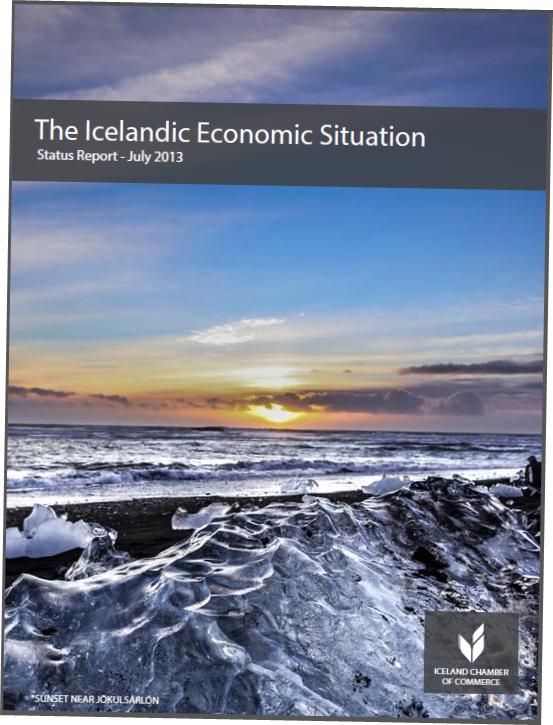 The Icelandic Economic Situation
Status Report - July 2013
ICELAND CHAMBER
OF COMMERCE
*SUNSET NEAR JÖKULSÁRLÓN